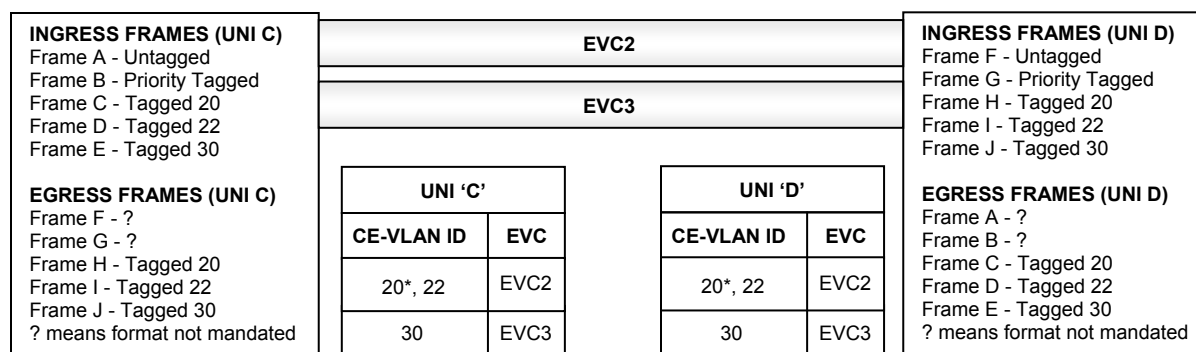 INGRESS FRAMES (UNI C)
Frame A - Untagged
Frame B - Priority Tagged
Frame C - Tagged 20
Frame D - Tagged 22
Frame E - Tagged 30
EGRESS FRAMES (UNI C)
Frame F - ?
Frame G - ?
Frame H - Tagged 20
Frame I - Tagged 22
Frame J - Tagged 30
? means format not mandated
EVC2
EVC3
UNI ‘C’
CE-VLAN ID EVC
20*, 22 EVC2
30 EVC3
UNI ‘D’
CE-VLAN ID EVC
20*, 22 EVC2
30 EVC3
INGRESS FRAMES (UNI D)
Frame F - Untagged
Frame G - Priority Tagged
Frame H - Tagged 20
Frame I - Tagged 22
Frame J - Tagged 30
EGRESS FRAMES (UNI D)
Frame A - ?
Frame B - ?
Frame C - Tagged 20
Frame D - Tagged 22
Frame E - Tagged 30
? means format not mandated